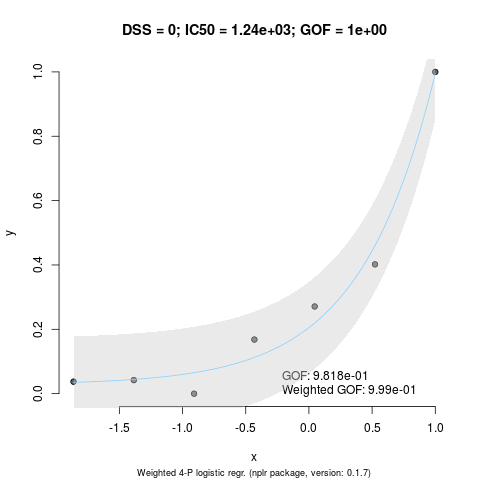 DSS = 0; IC50 = 1.24e+03; GOF = 1e+00
1.0
0.8
0.6
y
0.4
0.2
0.0
GOF: 9.818e-01
Weighted GOF: 9.99e-01
-1.5 -1.0 -0.5 0.0 0.5 1.0
x
Weighted 4-P logistic regr. (nplr package, version: 0.1.7)